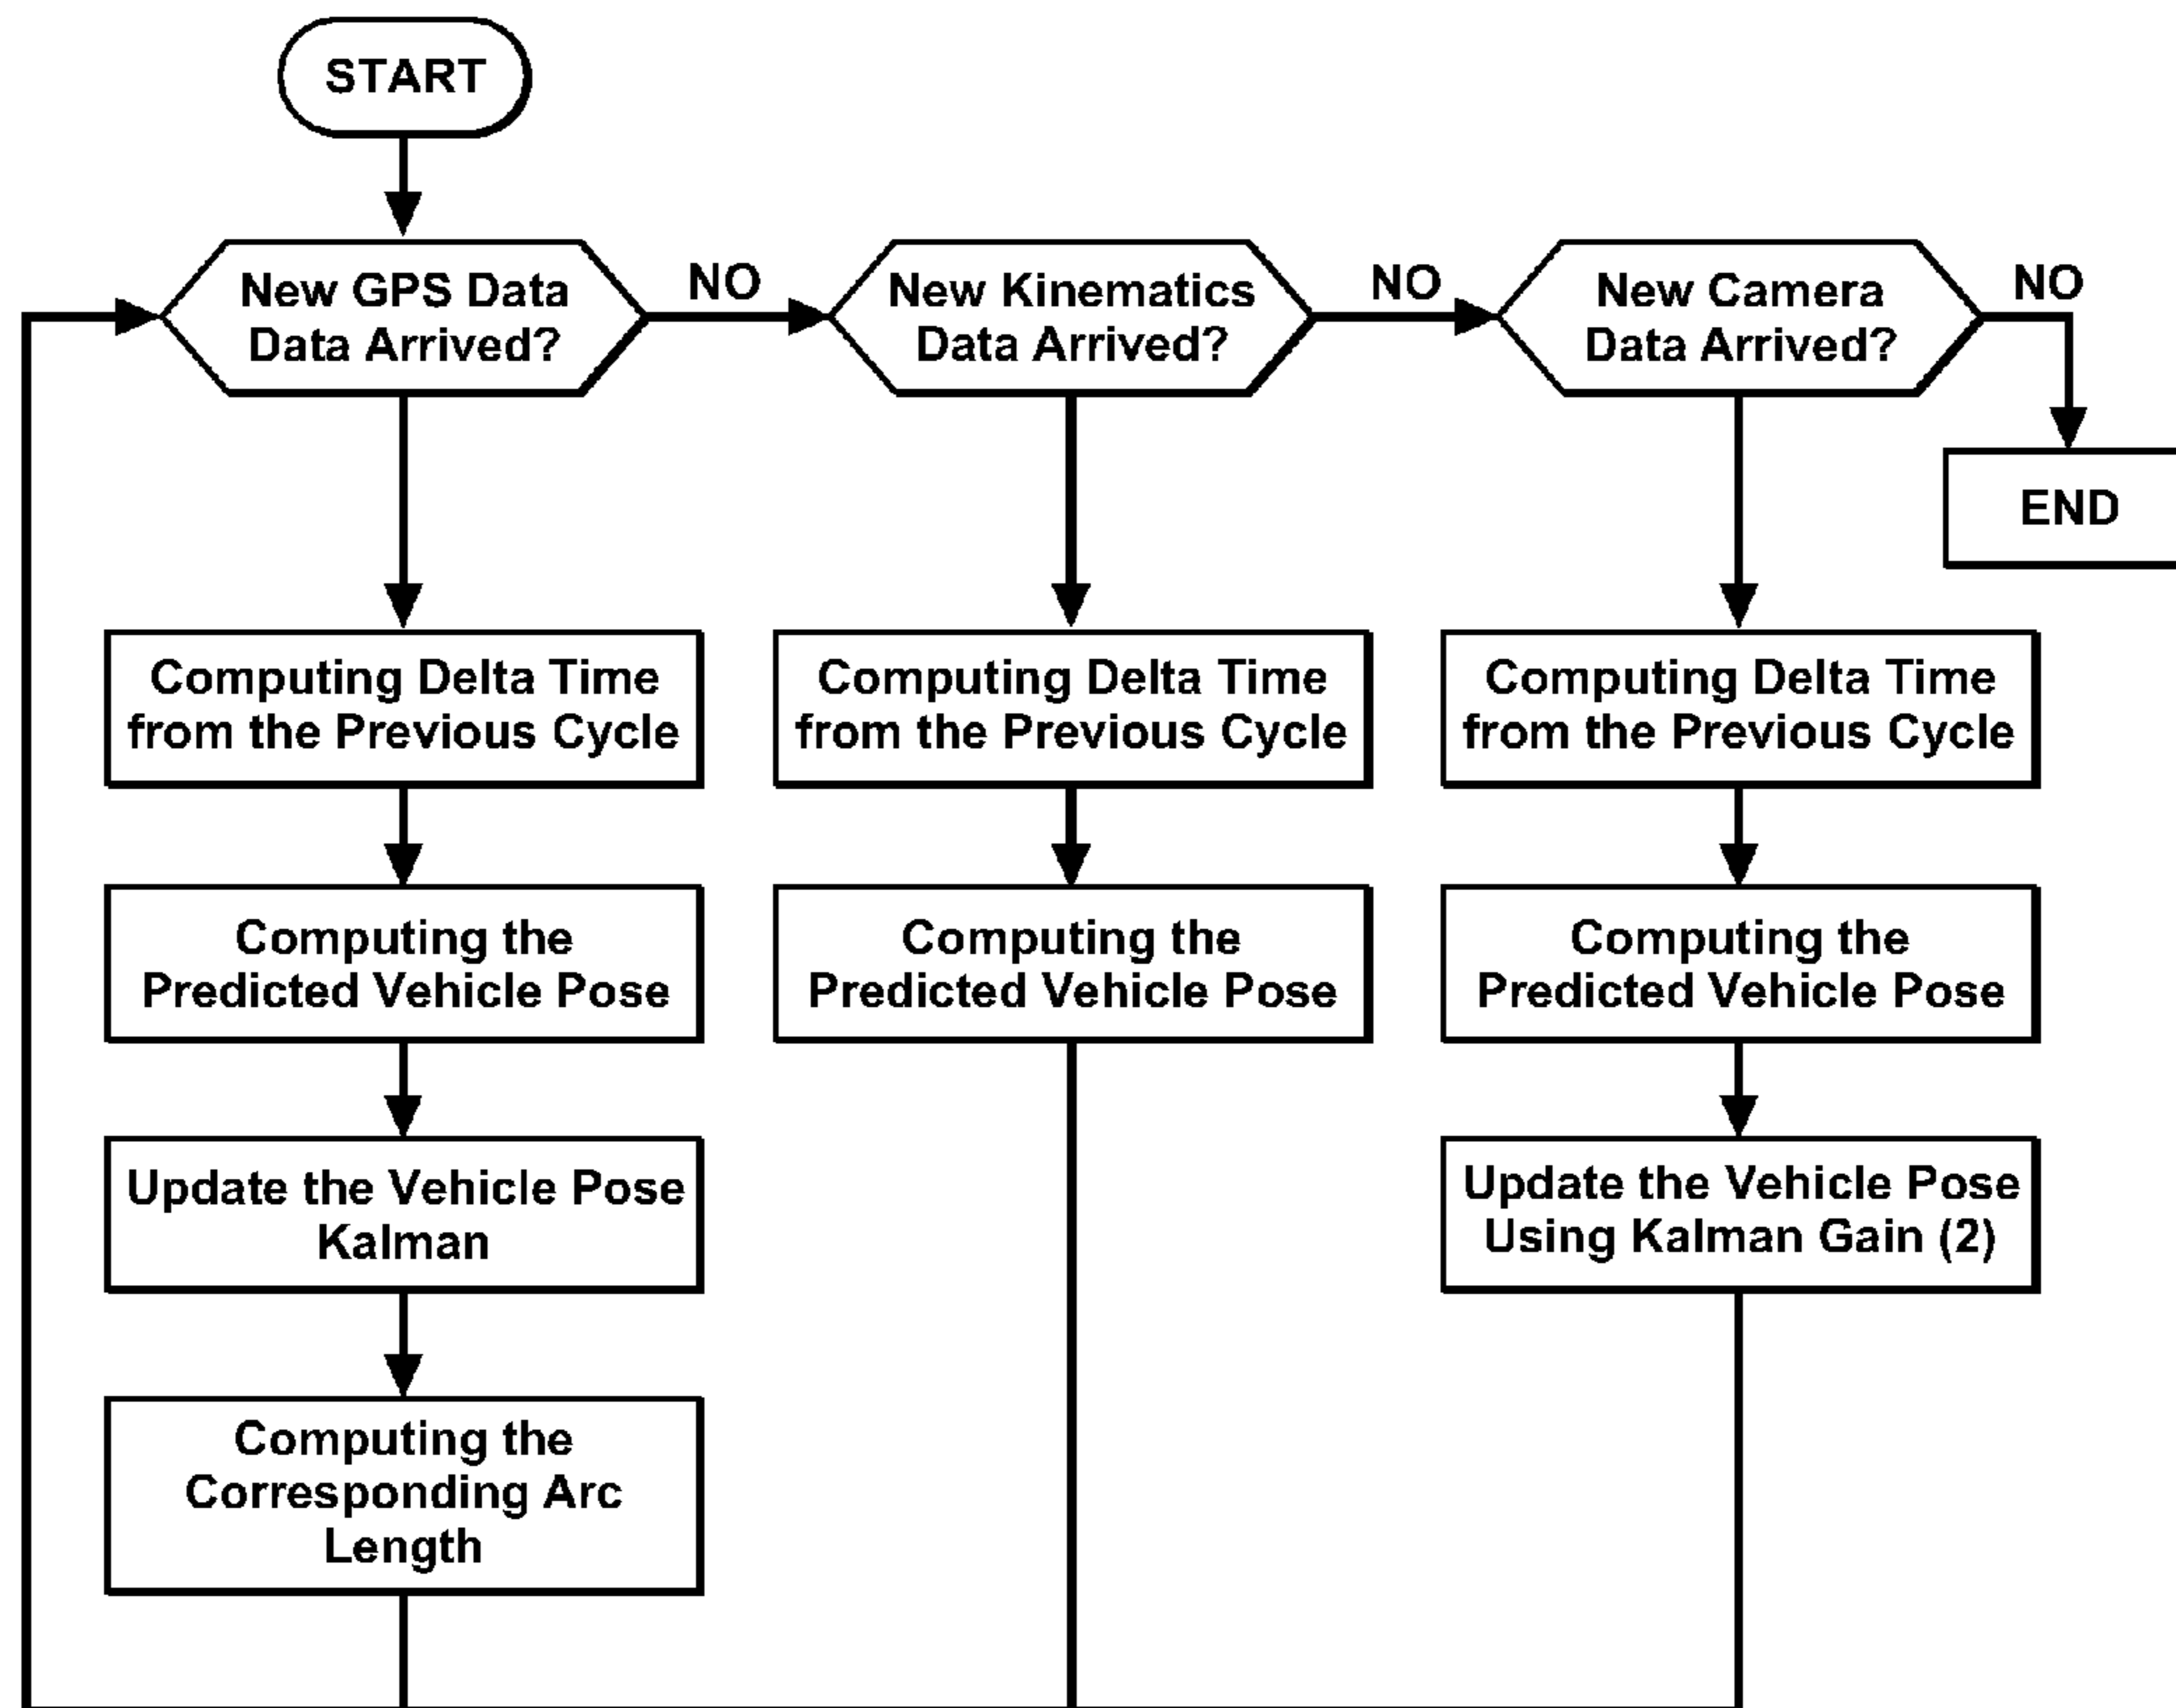 START
New GPS Data
Data Arrived?
NO
New Kinematics
Data Arrived?
NO
New Camera
Data Arrived?
NO
END
Computing Delta Time
from the Previous Cycle
Computing Delta Time
from the Previous Cycle
Computing Delta Time
from the Previous Cycle
Computing the
Predicted Vehicle Pose
Computing the
Predicted Vehicle Pose
Computing the
Predicted Vehicle Pose
Update the Vehicle Pose
Kalman
Update the Vehicle Pose
Using Kalman Gain (2)
Computing the
Corresponding Arc
Length